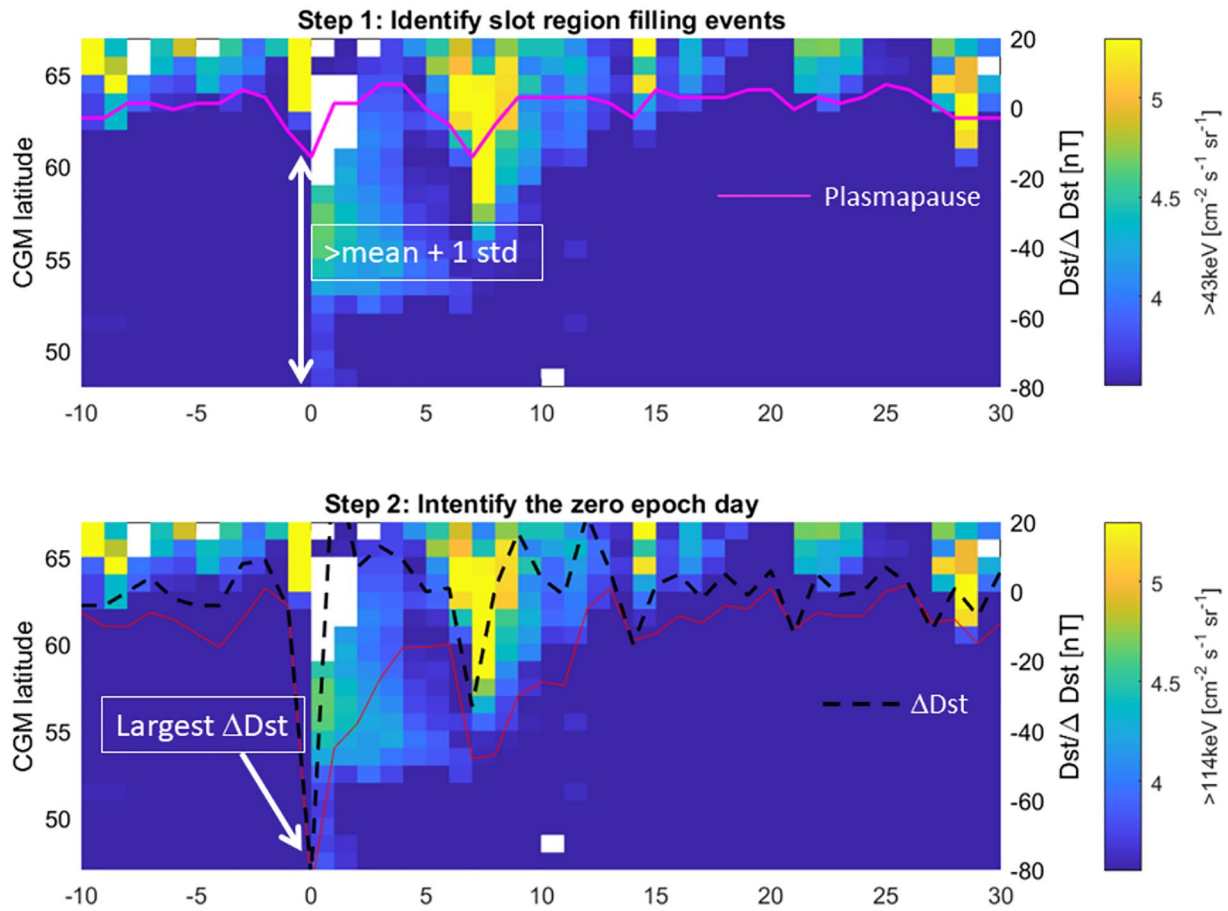 Step 1: Identify slot region filling events
CGM latitude
65
60
55
50
Plasmapause
>mean + 1 std
20
0
-20
-40
-60
-80
Dst/Δ Dst [nT]
5
4.5
4
>43keV [cm⁻² s⁻¹ sr⁻¹]
-10 -5 0 5 10 15 20 25 30
Step 2: Intentify the zero epoch day
CGM latitude
65
60
55
50
Largest ΔDst
ΔDst
20
0
-20
-40
-60
-80
Dst/Δ Dst [nT]
5
4.5
4
>114keV [cm⁻² s⁻¹ sr⁻¹]
-10 -5 0 5 10 15 20 25 30